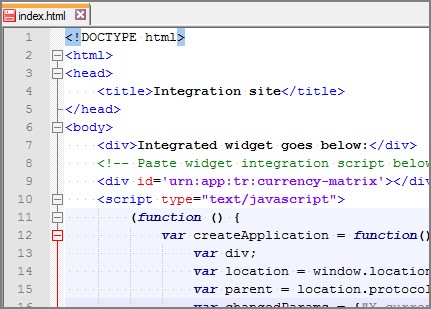 index.html
1 <!DOCTYPE html>
2 <html>
3 <head>
4 <title>Integration site</title>
5 </head>
6 <body>
7 <div>Integrated widget goes below:</div>
8 <!-- Paste widget integration script below
9 <div id='urn:app:tr:currency-matrix'></div
10 <script type="text/javascript">
11 (function () {
12 var createApplication = function()
13 var div;
14 var location = window.location
15 var parent = location.protocol
16 var changedParams = {"X-curren